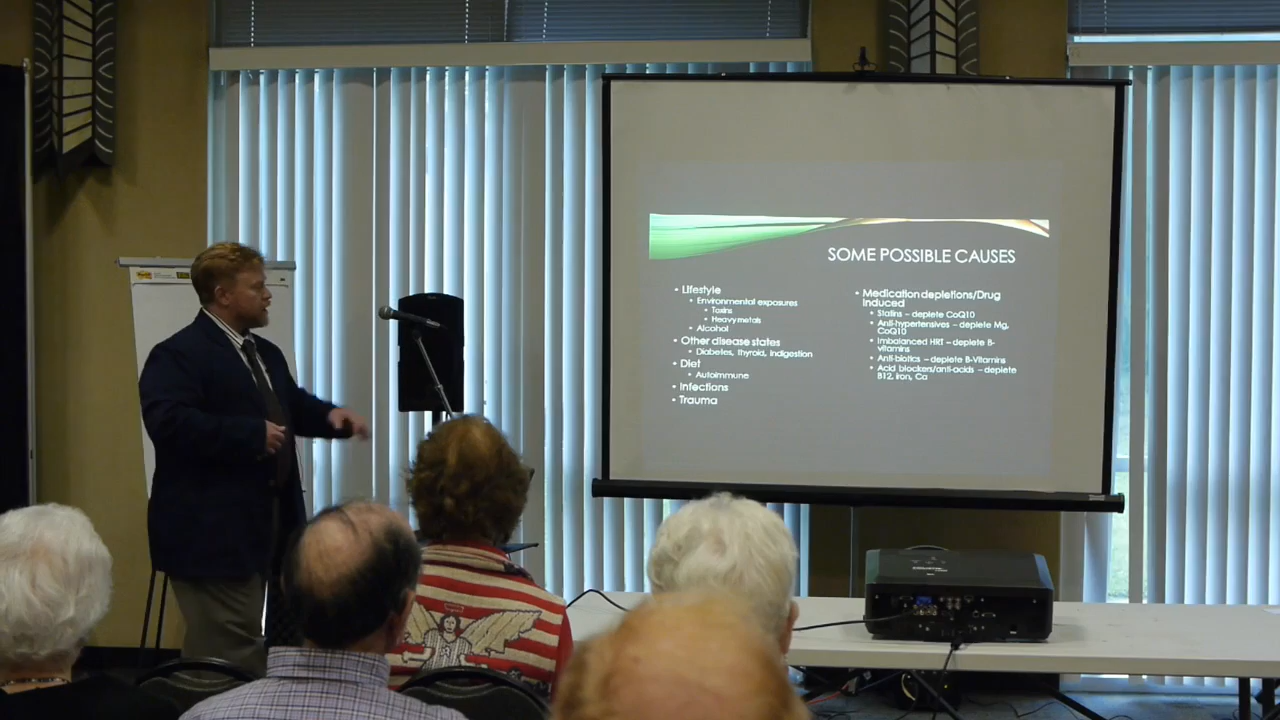 SOME POSSIBLE CAUSES
• Lifestyle
• Environmental exposures
• Toxins
• Heavy metals
• Alcohol
• Other disease states
• Diabetes, thyroid, indigestion
• Diet
• Autoimmune
• Infections
• Trauma
• Medication depletions/Drug
Induced
• Statins – deplete CoQ10
• Anti-hypertensives – deplete Mg,
CoQ10
• Imbalanced HRT – deplete B-
vitamins
• Anti-biotics – deplete B-Vitamins
• Acid blockers/anti-acids – deplete
B12, Iron, Ca